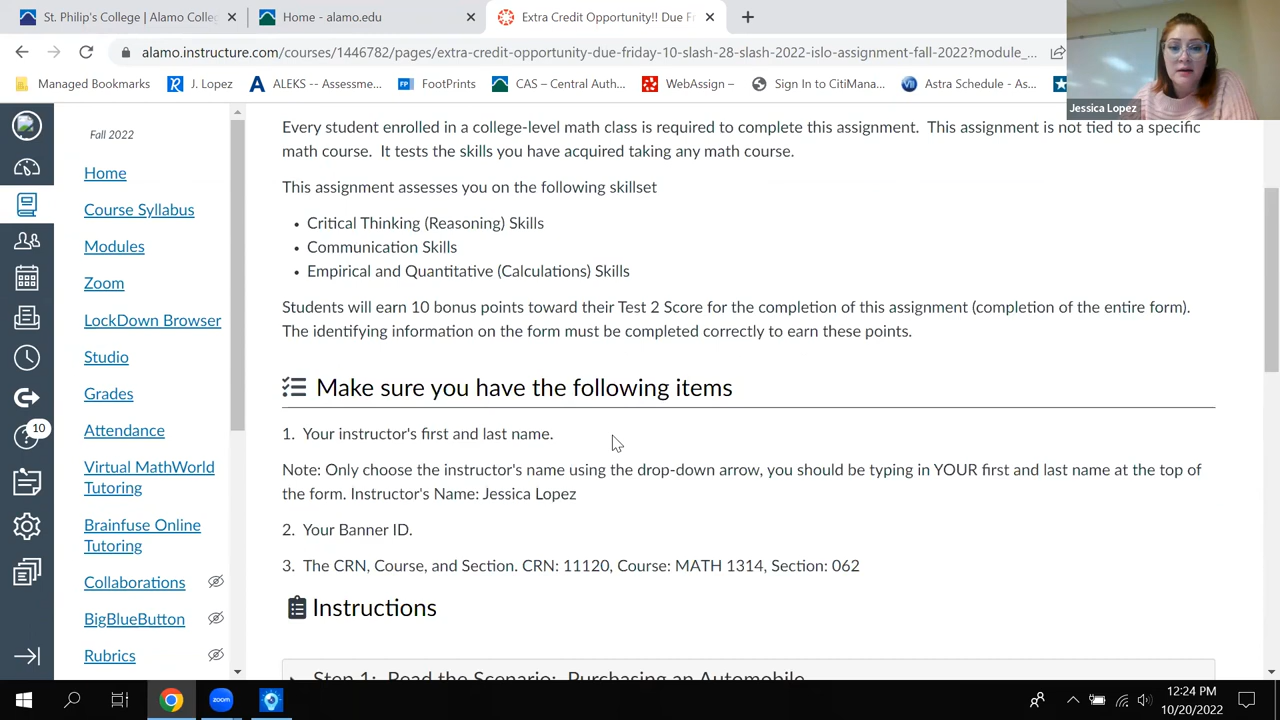 St. Philip's College | Alamo Colle
Home - alamo.edu
Extra Credit Opportunity!! Due Fr
alamo.instructure.com/courses/1446782/pages/extra-credit-opportunity-due-friday-10-slash-28-slash-2022-islo-assignment-fall-2022?module_...
Managed Bookmarks
J. Lopez
ALEKS -- Assessme...
FootPrints
CAS – Central Auth...
WebAssign –
Sign In to CitiMana...
Astra Schedule - As...
Jessica Lopez
Fall 2022
Home
Course Syllabus
Modules
Zoom
LockDown Browser
Studio
Grades
Attendance
Virtual MathWorld
Tutoring
Brainfuse Online
Tutoring
Collaborations
BigBlueButton
Rubrics
10
Every student enrolled in a college-level math class is required to complete this assignment. This assignment is not tied to a specific
math course. It tests the skills you have acquired taking any math course.
This assignment assesses you on the following skillset
• Critical Thinking (Reasoning) Skills
• Communication Skills
• Empirical and Quantitative (Calculations) Skills
Students will earn 10 bonus points toward their Test 2 Score for the completion of this assignment (completion of the entire form).
The identifying information on the form must be completed correctly to earn these points.
Make sure you have the following items
1. Your instructor's first and last name.
Note: Only choose the instructor's name using the drop-down arrow, you should be typing in YOUR first and last name at the top of
the form. Instructor's Name: Jessica Lopez
2. Your Banner ID.
3. The CRN, Course, and Section. CRN: 11120, Course: MATH 1314, Section: 062
Instructions
Step 1: Read the Scenario: Purchasing an Automobile
zoom
12:24 PM
10/20/2022